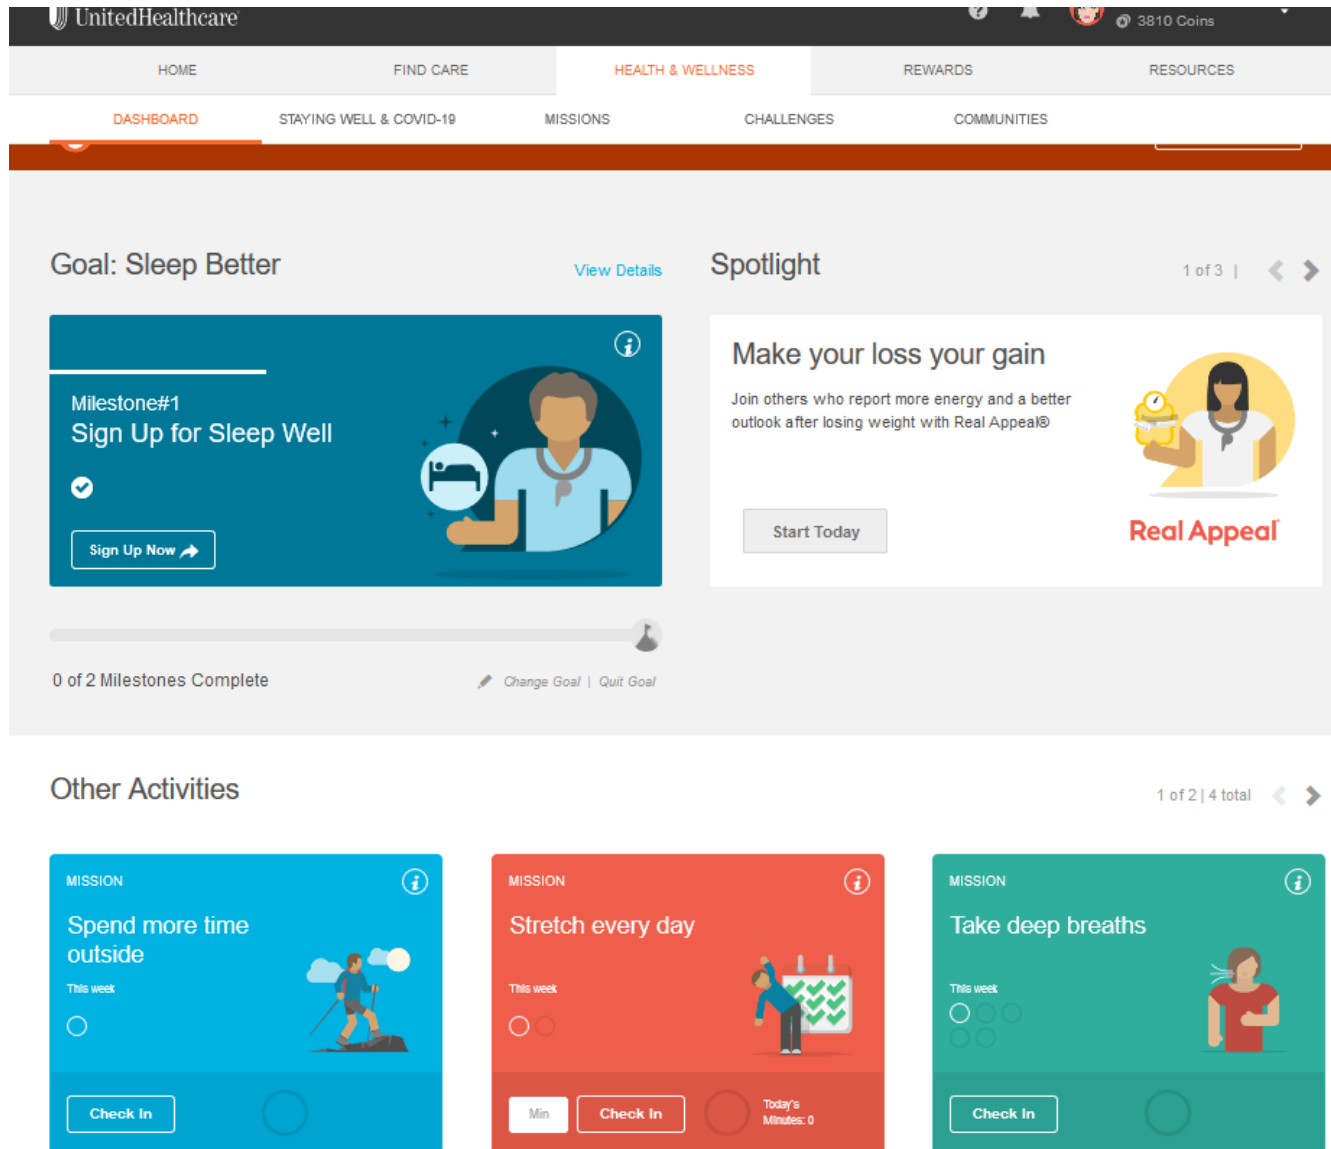 UnitedHealthcare
3810 Coins
HOME FIND CARE HEALTH & WELLNESS REWARDS RESOURCES
DASHBOARD STAYING WELL & COVID-19 MISSIONS CHALLENGES COMMUNITIES
Goal: Sleep Better
View Details
Milestone#1
Sign Up for Sleep Well
Sign Up Now
0 of 2 Milestones Complete
Change Goal | Quit Goal
Spotlight
1 of 3 |
Make your loss your gain
Join others who report more energy and a better
outlook after losing weight with Real Appeal®
Start Today
Real Appeal
Other Activities
1 of 2 | 4 total
MISSION
Spend more time
outside
This week
Check In
MISSION
Stretch every day
This week
Min
Check In
Today's
Minutes: 0
MISSION
Take deep breaths
This week
Check In